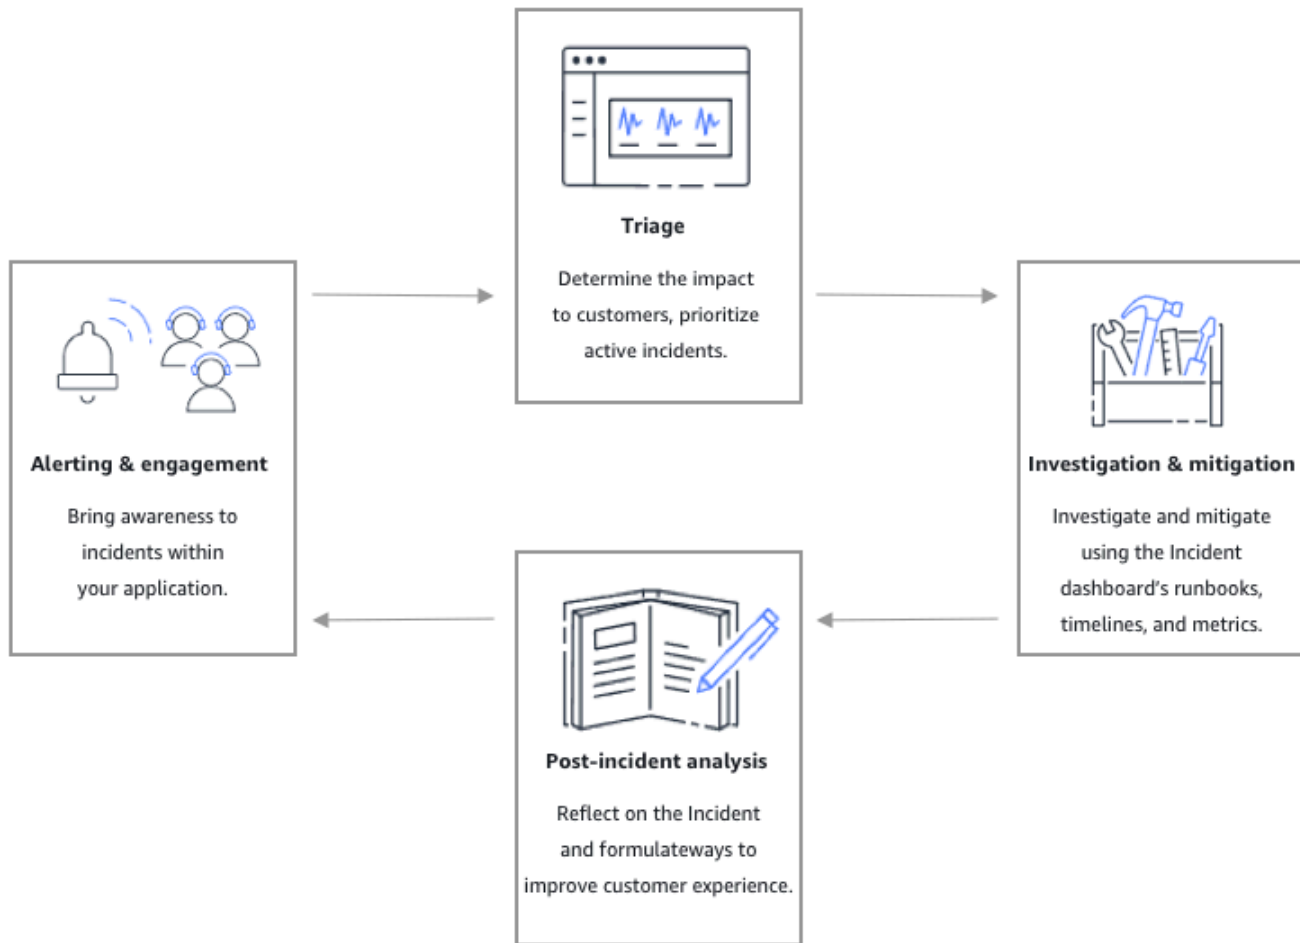 Triage
Determine the impact
to customers, prioritize
active incidents.
Alerting & engagement
Bring awareness to
incidents within
your application.
Investigation & mitigation
Investigate and mitigate
using the Incident
dashboard's runbooks,
timelines, and metrics.
Post-incident analysis
Reflect on the Incident
and formulateways to
improve customer experience.